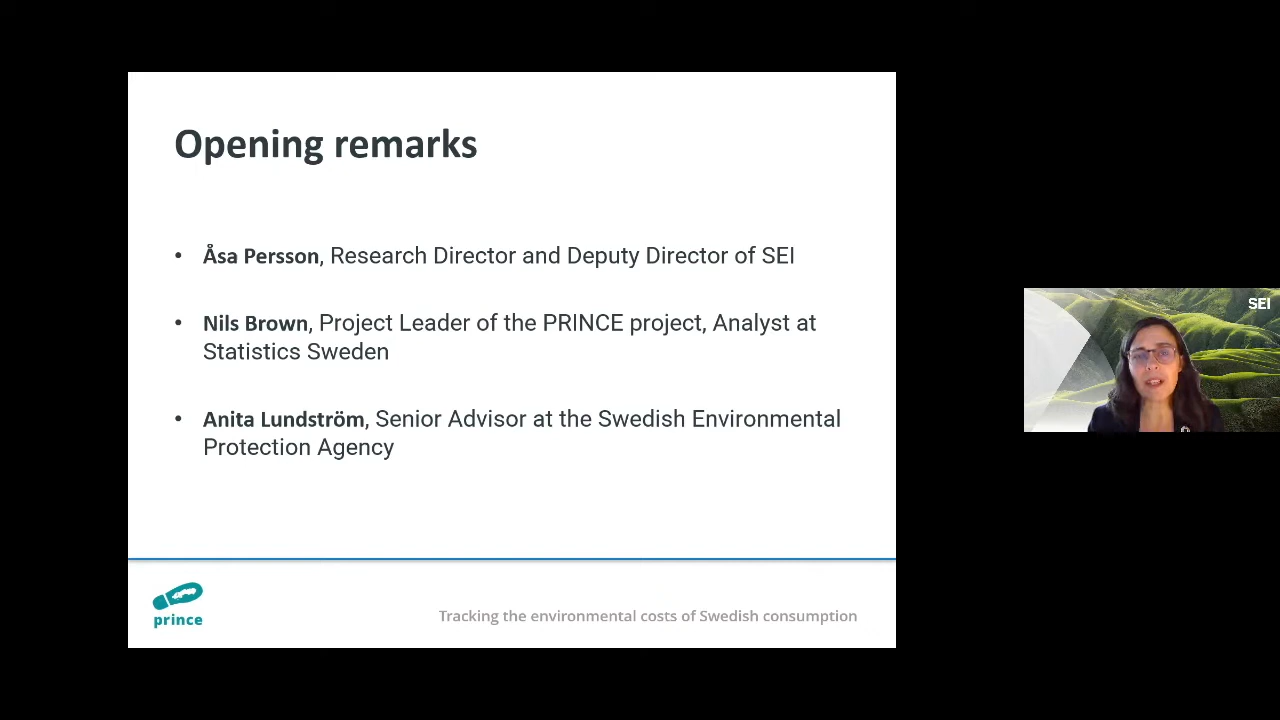 Opening remarks
• Åsa Persson, Research Director and Deputy Director of SEI
• Nils Brown, Project Leader of the PRINCE project, Analyst at
Statistics Sweden
• Anita Lundström, Senior Advisor at the Swedish Environmental
Protection Agency
prince
Tracking the environmental costs of Swedish consumption
SEI